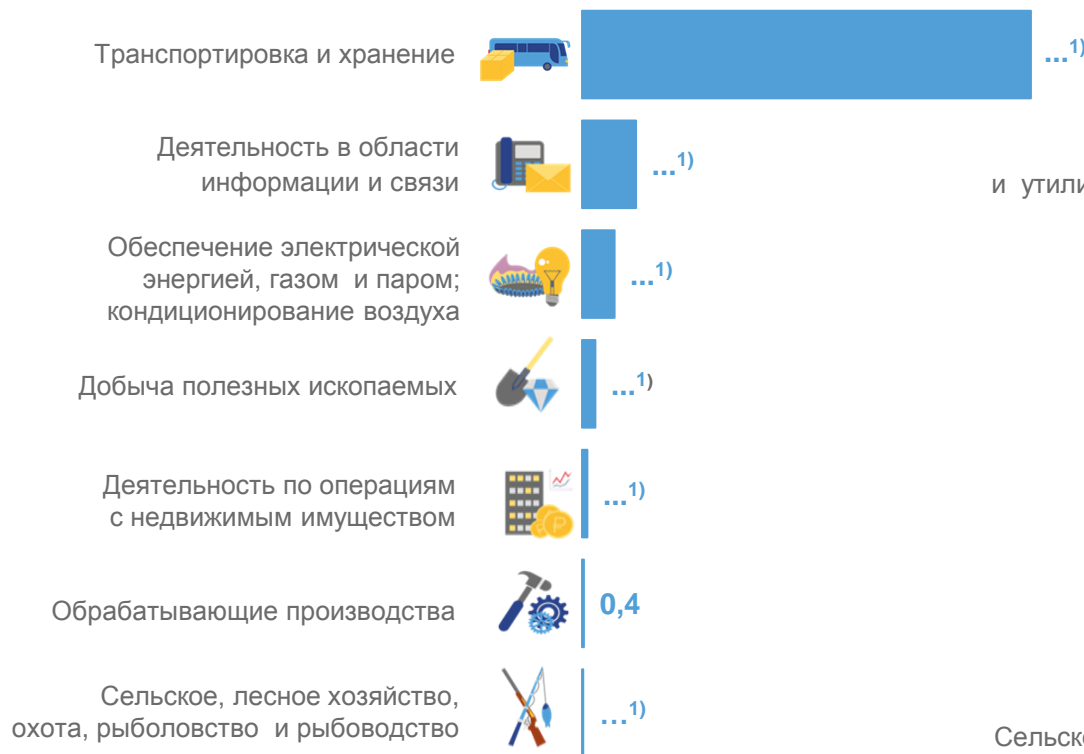 Транспортировка и хранение
...1)
Деятельность в области
информации и связи
...1)
и утили
Обеспечение электрической
энергией, газом и паром;
кондиционирование воздуха
...1)
Добыча полезных ископаемых
...1)
Деятельность по операциям
с недвижимым имуществом
...1)
Обрабатывающие производства
0,4
Сельское, лесное хозяйство,
охота, рыболовство и рыбоводство
...1)
Сельско